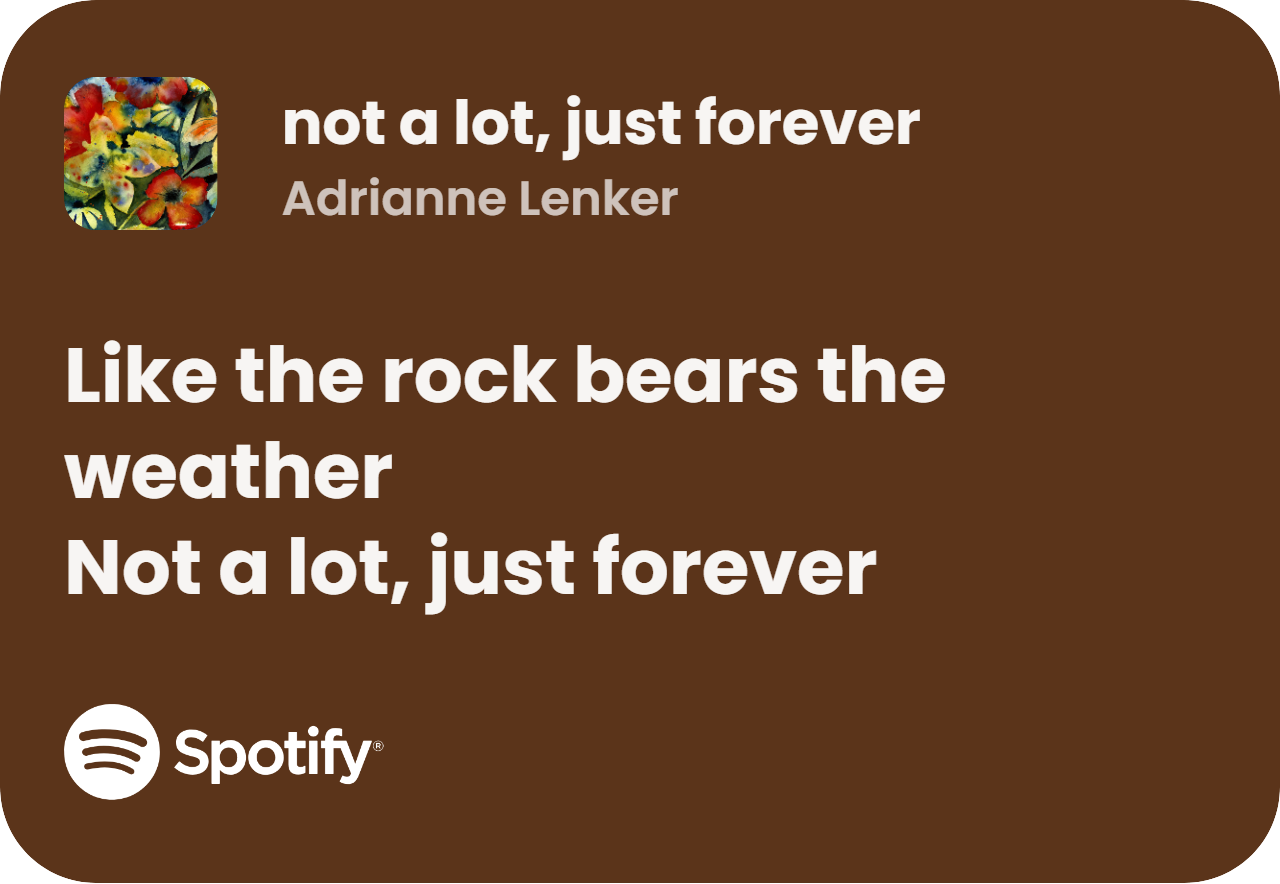 not a lot, just forever
Adrianne Lenker
Like the rock bears the
weather
Not a lot, just forever
Spotify®